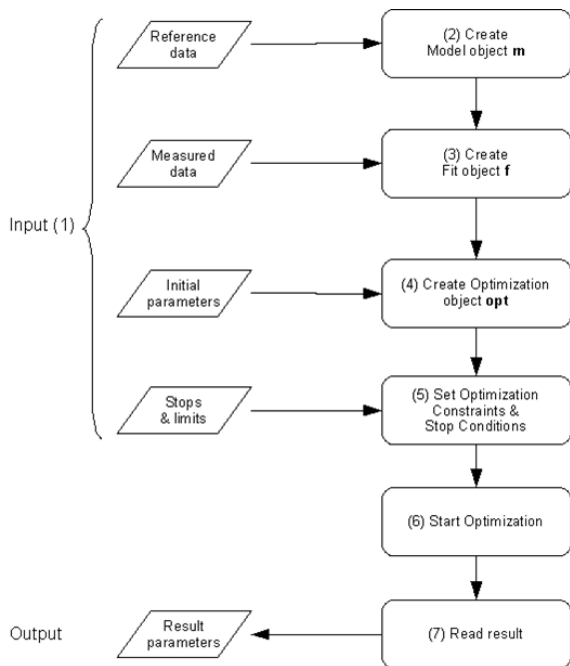 Reference
data
(2) Create
Model object m
Measured
data
(3) Create
Fit object f
Input (1)
Initial
parameters
(4) Create Optimization
object opt
Stops
& limits
(5) Set Optimization
Constraints &
Stop Conditions
(6) Start Optimization
Output
Result
parameters
(7) Read result